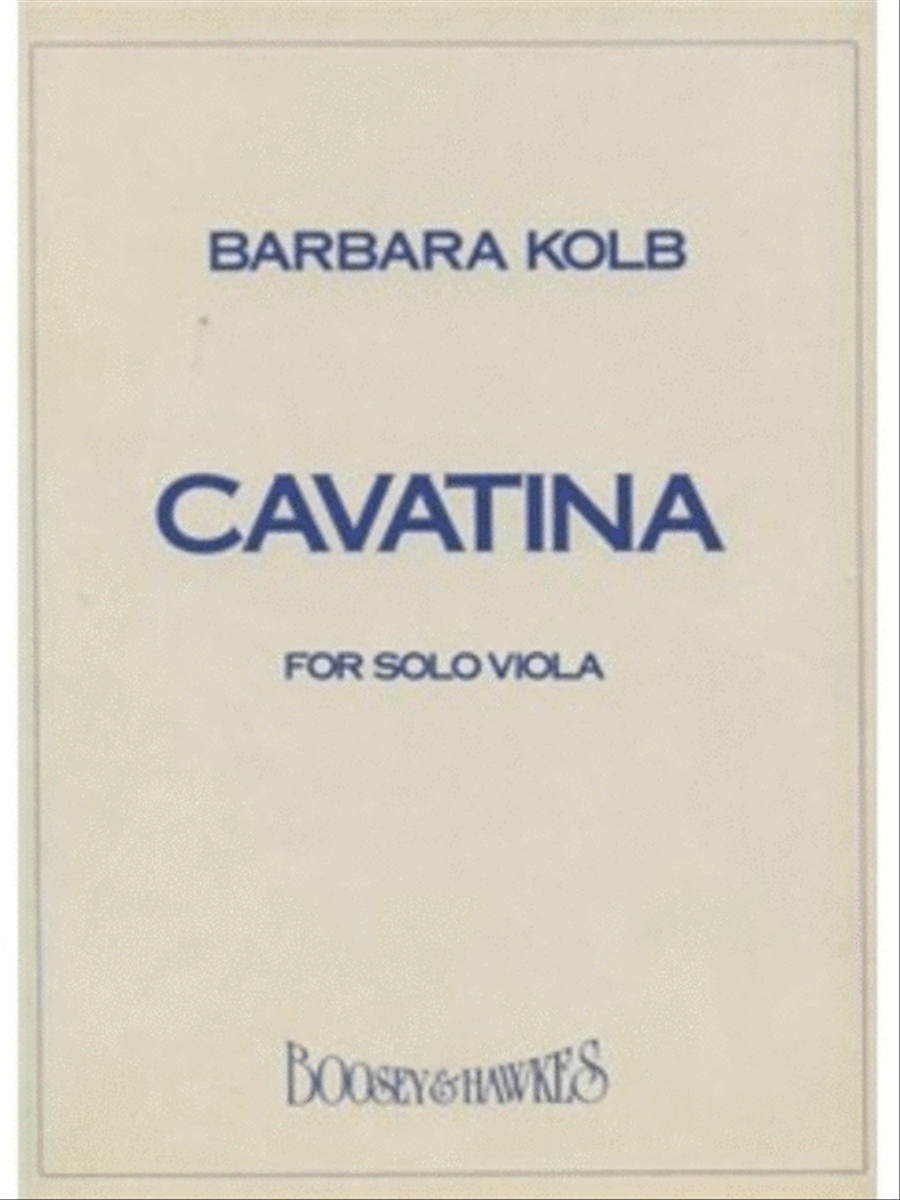 BARBARA KOLB
CAVATINA
FOR SOLO VIOLA
BOOSEY & HAWKES